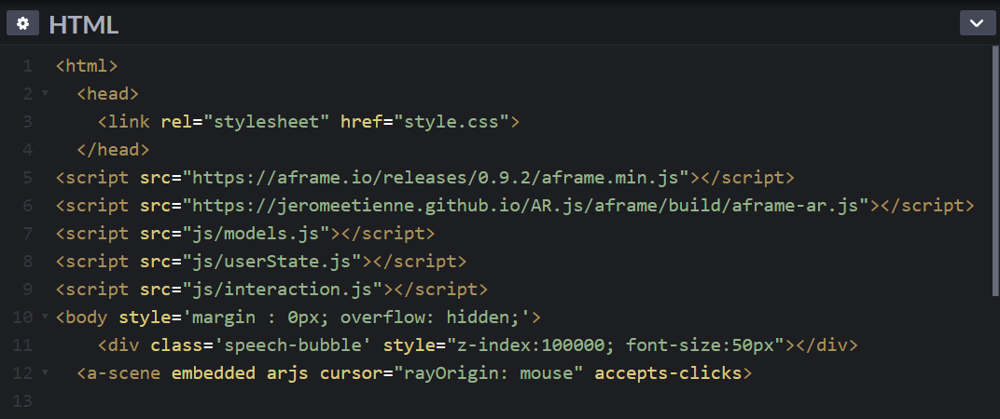 HTML
1 <html>
2 <head>
3 <link rel="stylesheet" href="style.css">
4 </head>
5 <script src="https://aframe.io/releases/0.9.2/aframe.min.js"></script>
6 <script src="https://jeromeetienne.github.io/AR.js/aframe/build/aframe-ar.js"></script>
7 <script src="js/models.js"></script>
8 <script src="js/userState.js"></script>
9 <script src="js/interaction.js"></script>
10 <body style='margin : 0px; overflow: hidden;'>
11 <div class='speech-bubble' style="z-index:100000; font-size:50px"></div>
12 <a-scene embedded arjs cursor="rayOrigin: mouse" accepts-clicks>
13